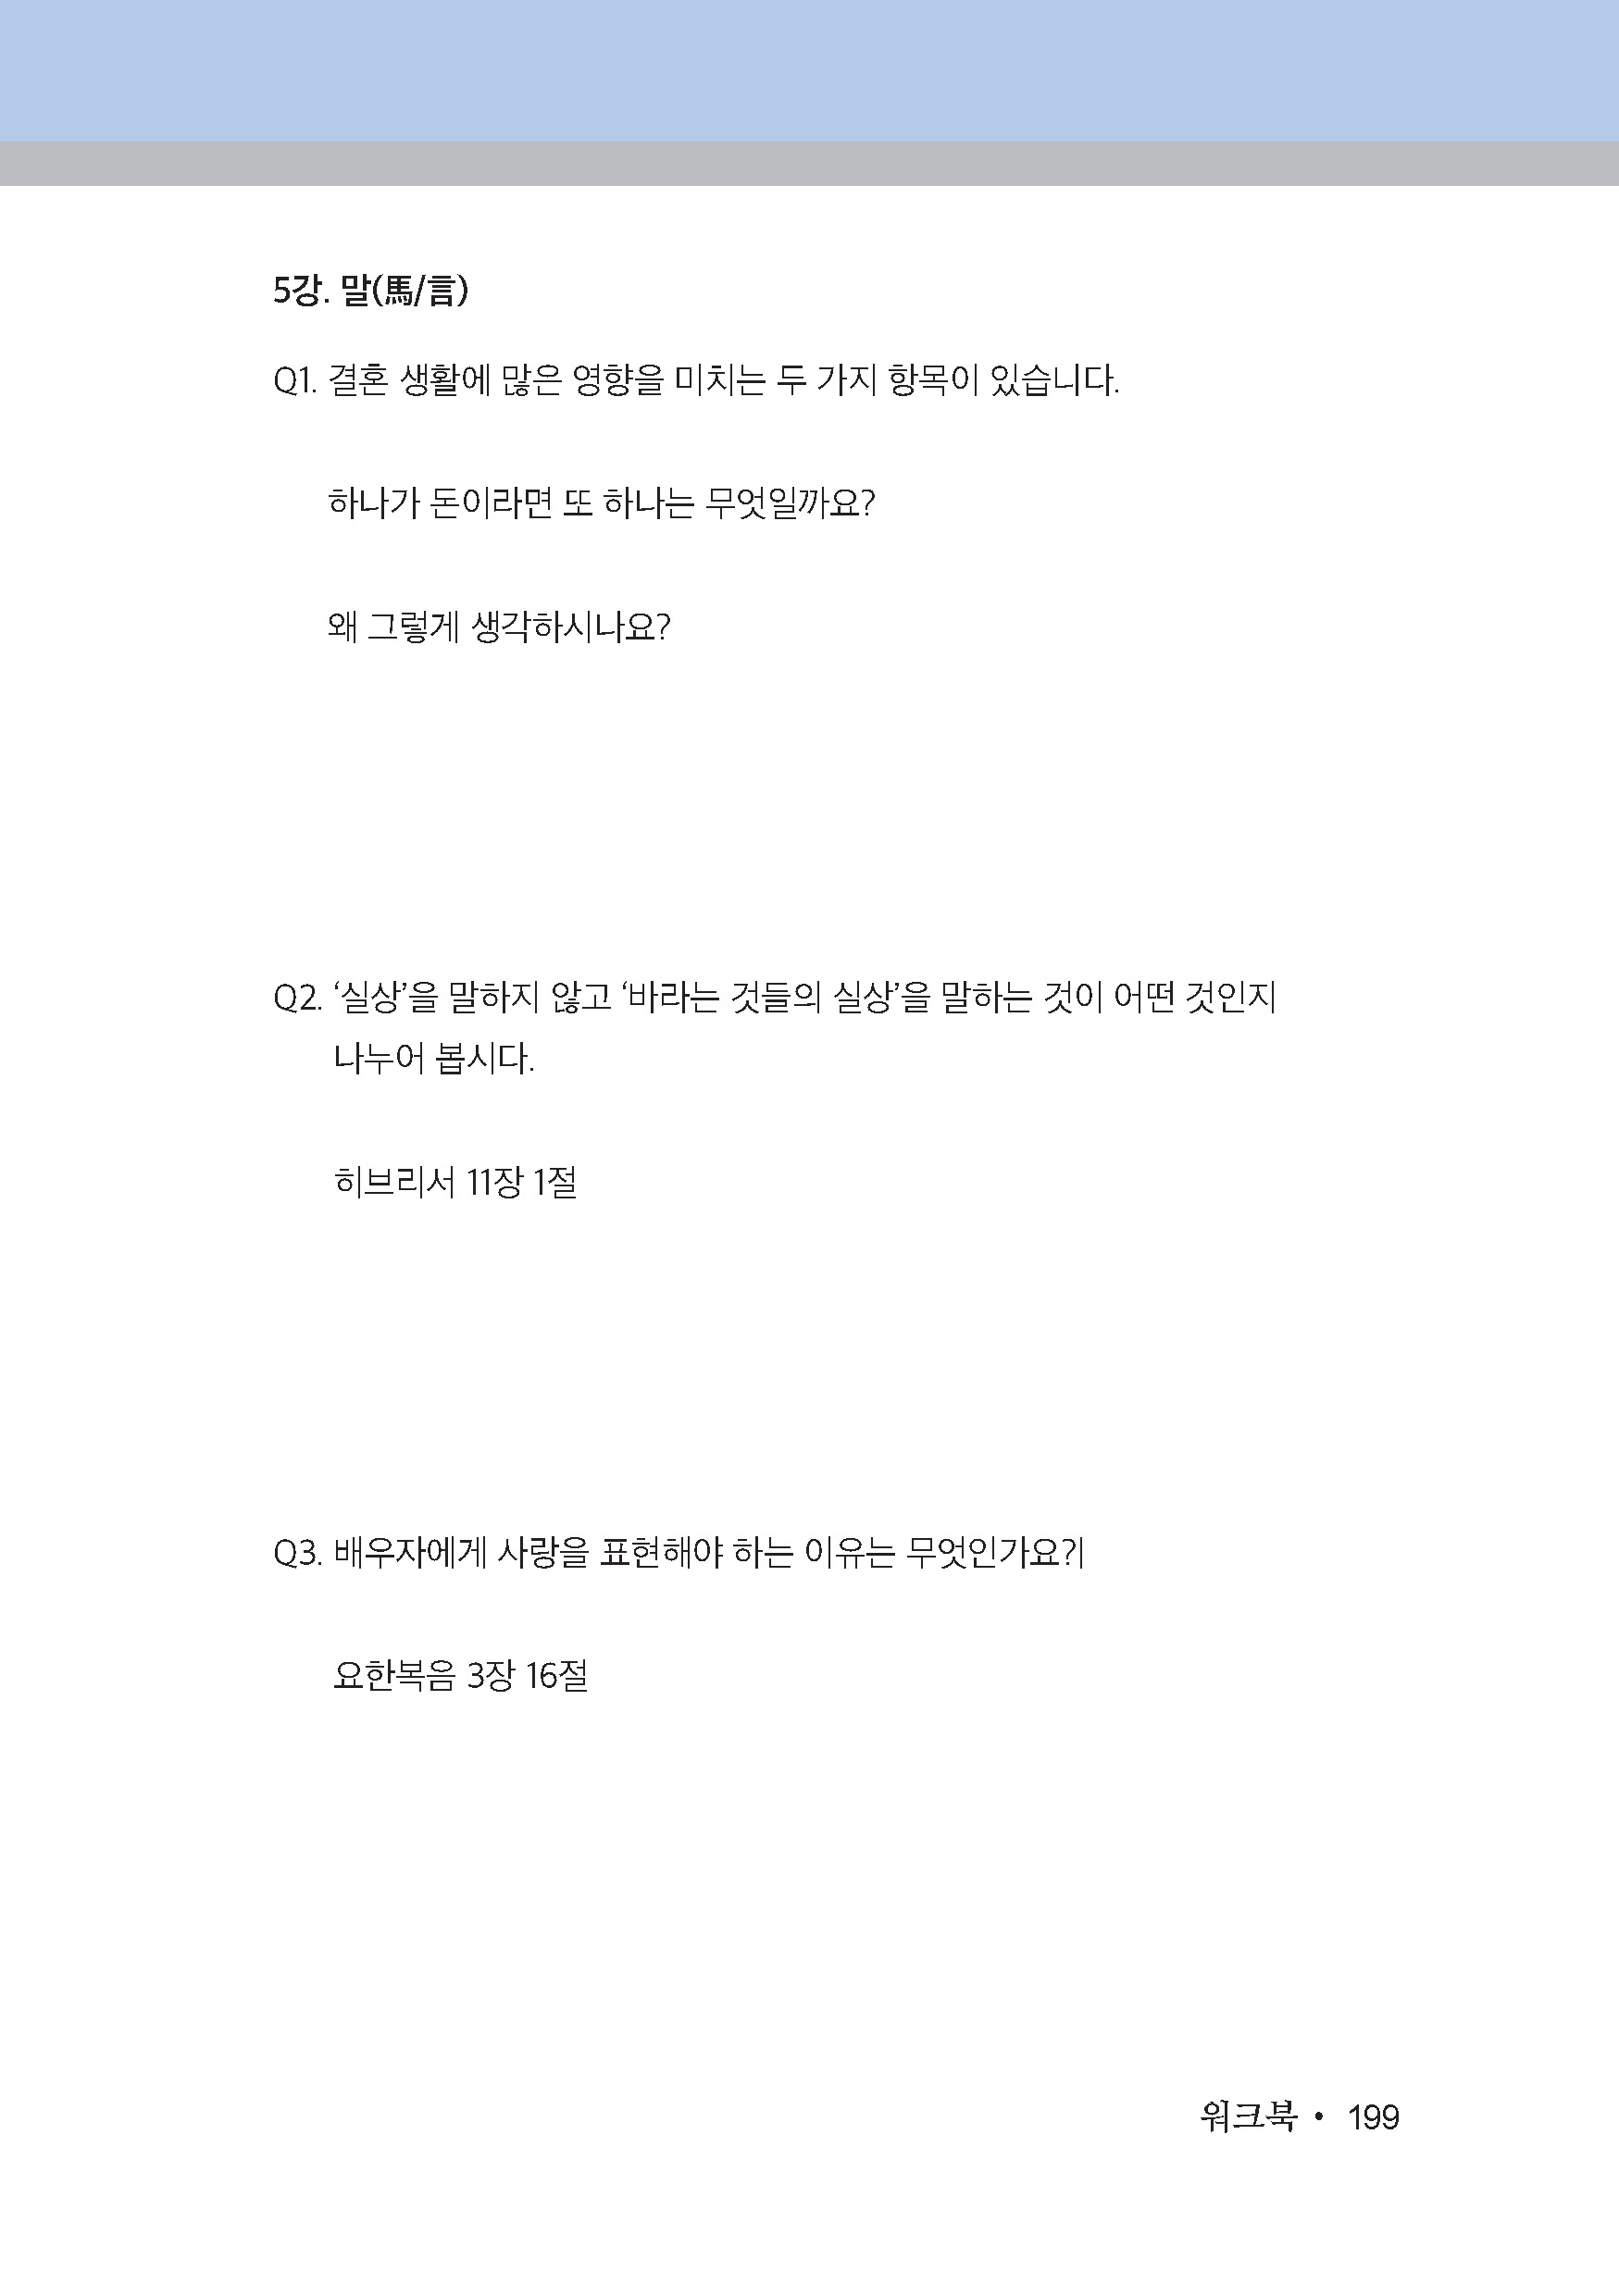 5강. 말(馬/言)
Q1. 결혼 생활에 많은 영향을 미치는 두 가지 항목이 있습니다.
하나가 돈이라면 또 하나는 무엇일까요?
왜 그렇게 생각하시나요?
Q2. ‘실상’을 말하지 않고 ‘바라는 것들의 실상’을 말하는 것이 어떤 것인지
나누어 봅시다.
히브리서 11장 1절
Q3. 배우자에게 사랑을 표현해야 하는 이유는 무엇인가요?ㅣ
요한복음 3장 16절
워크북 • 199